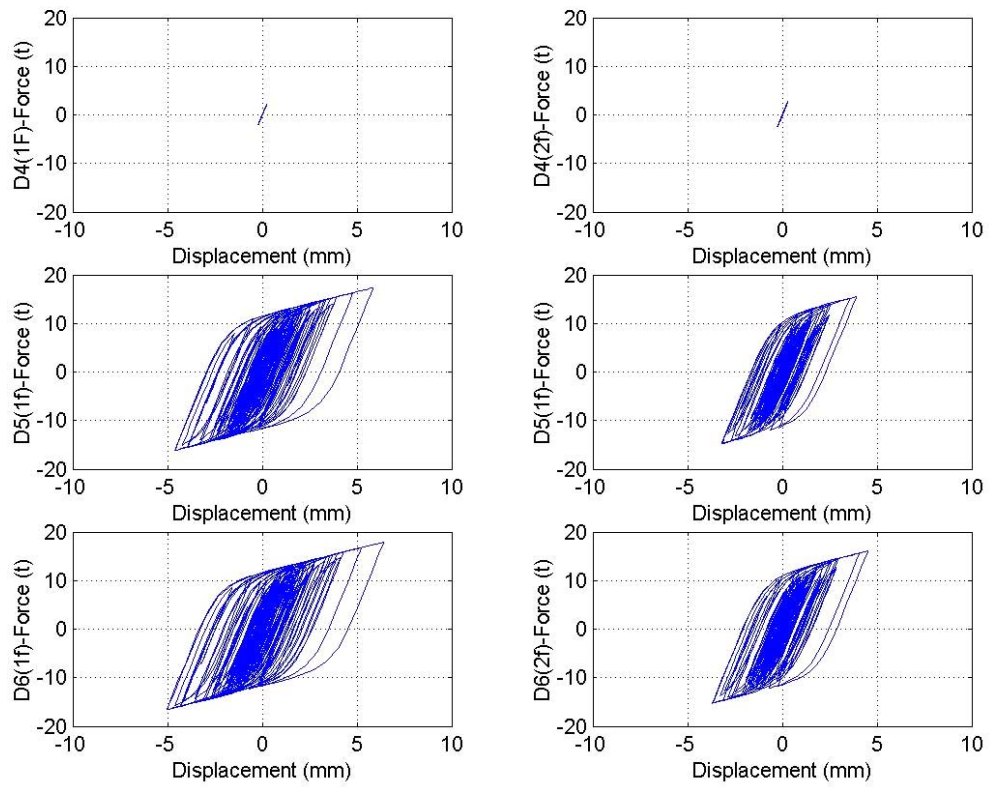 20
10
0
-10
-20
D4(1F)-Force (t)
-10 -5 0 5 10
Displacement (mm)
20
10
0
-10
-20
D4(2f)-Force (t)
-10 -5 0 5 10
Displacement (mm)
20
10
0
-10
-20
D5(1f)-Force (t)
-10 -5 0 5 10
Displacement (mm)
20
10
0
-10
-20
D5(1f)-Force (t)
-10 -5 0 5 10
Displacement (mm)
20
10
0
-10
-20
D6(1f)-Force (t)
-10 -5 0 5 10
Displacement (mm)
20
10
0
-10
-20
D6(2f)-Force (t)
-10 -5 0 5 10
Displacement (mm)